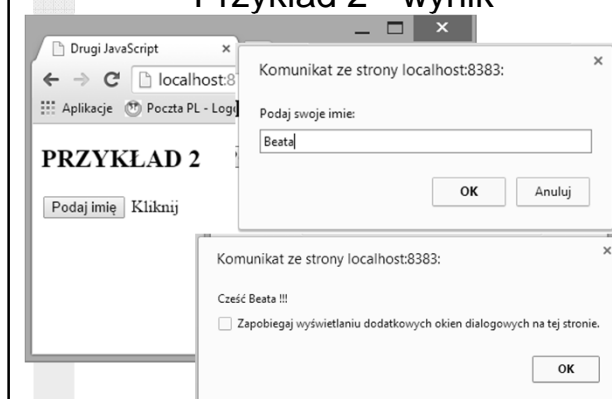 Przykład 2 - wynik
Drugi JavaScript
localhost:8
Aplikacje
Poczta PL -
PRZYKŁAD 2
Podaj imię Kliknij
Komunikat ze strony localhost:8383:
Podaj swoje imie:
Beata
OK Anuluj
Komunikat ze strony localhost:8383:
Cześć Beata !!!
Zapobiegaj wyświetlaniu dodatkowych okien dialogowych na tej stronie.
OK